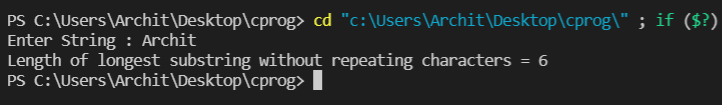 PS C:\Users\Archit\Desktop\cprog> cd "c:\Users\Archit\Desktop\cprog\" ; if ($?)
Enter String : Archit
Length of longest substring without repeating characters = 6
PS C:\Users\Archit\Desktop\cprog>